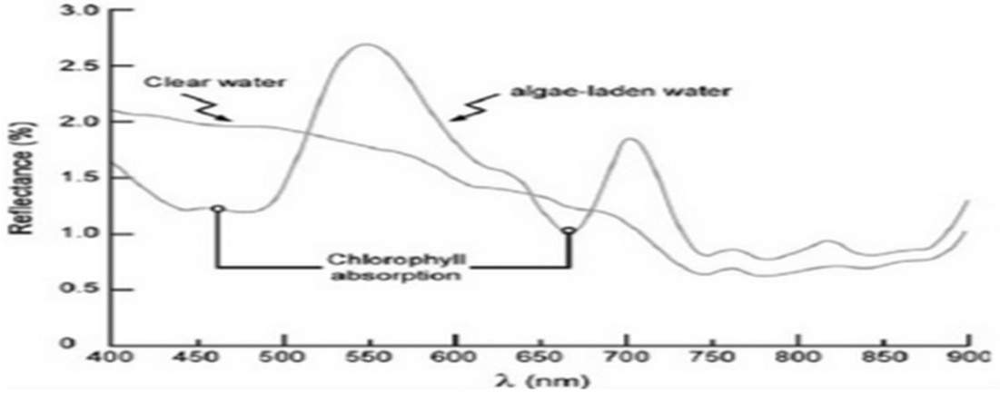 3.0
2.5
Clear water
algae-laden water
2.0
Reflectance (%)
1.5
1.0
Chlorophyll
absorption
0.5
0
400 450 500 550 600 650 700 750 800 850 900
λ (nm)